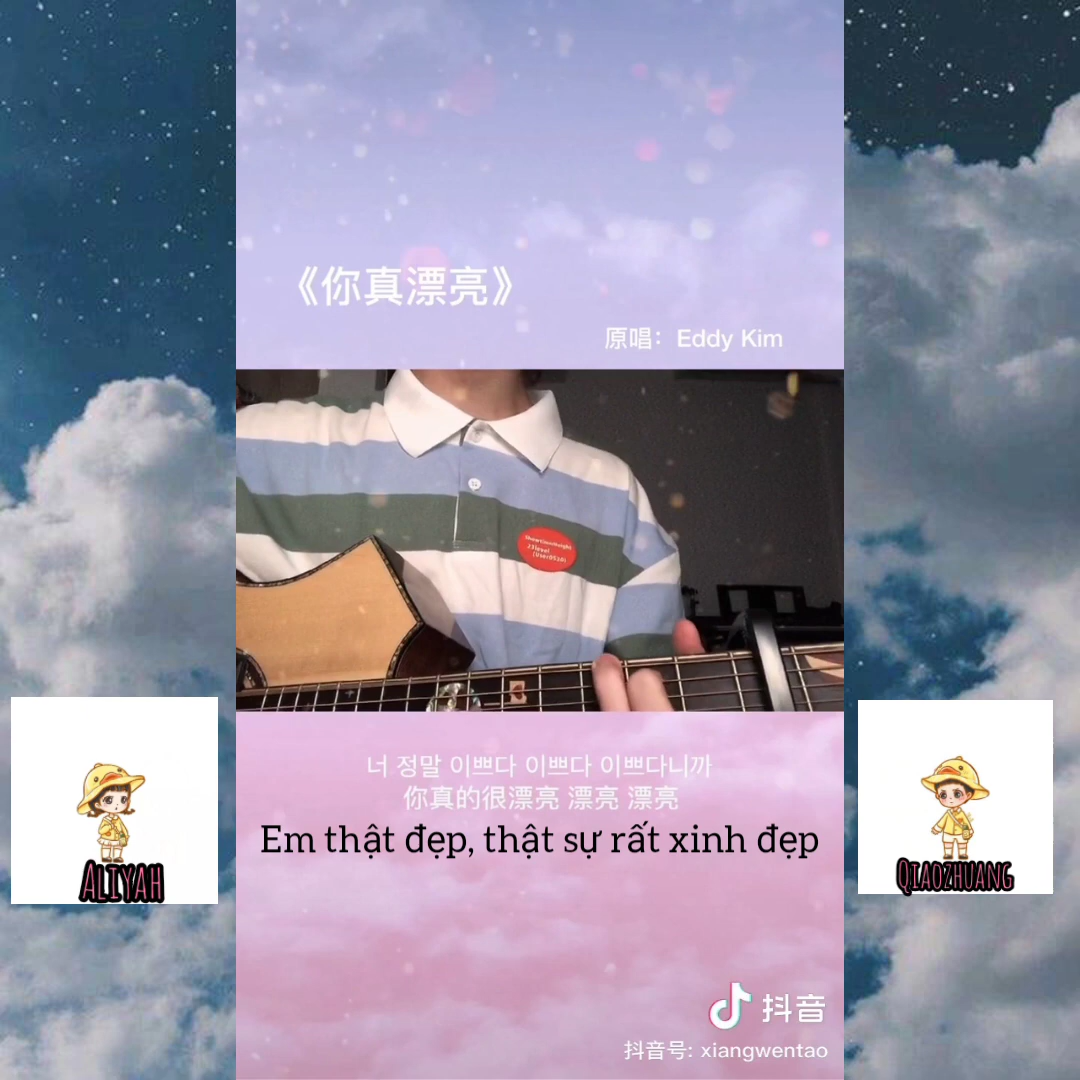 《你真漂亮》
原唱：Eddy Kim
23level
너 정말 이쁘다 이쁘다 이쁘다니까
你真的很漂亮 漂亮 漂亮
Em thật đẹp, thật sự rất xinh đẹp
ALIYAH
QIAOZHUANG
抖音
抖音号: xiangwentao